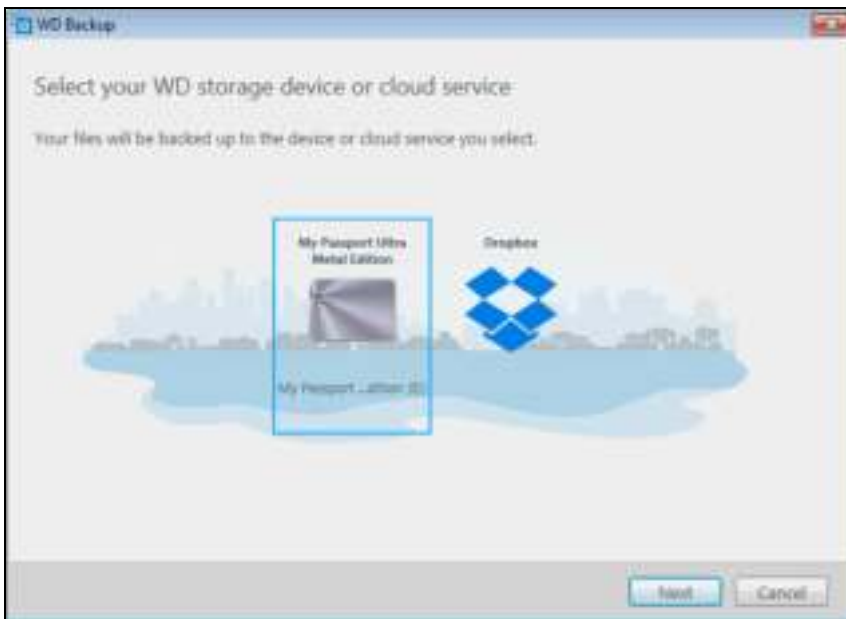 WD Backup
Select your WD storage device or cloud service
Your files will be backed up to the device or cloud service you select.
My Passport Ultra
Metal Edition
Dropbox
My Passport ...dition
Next
Cancel